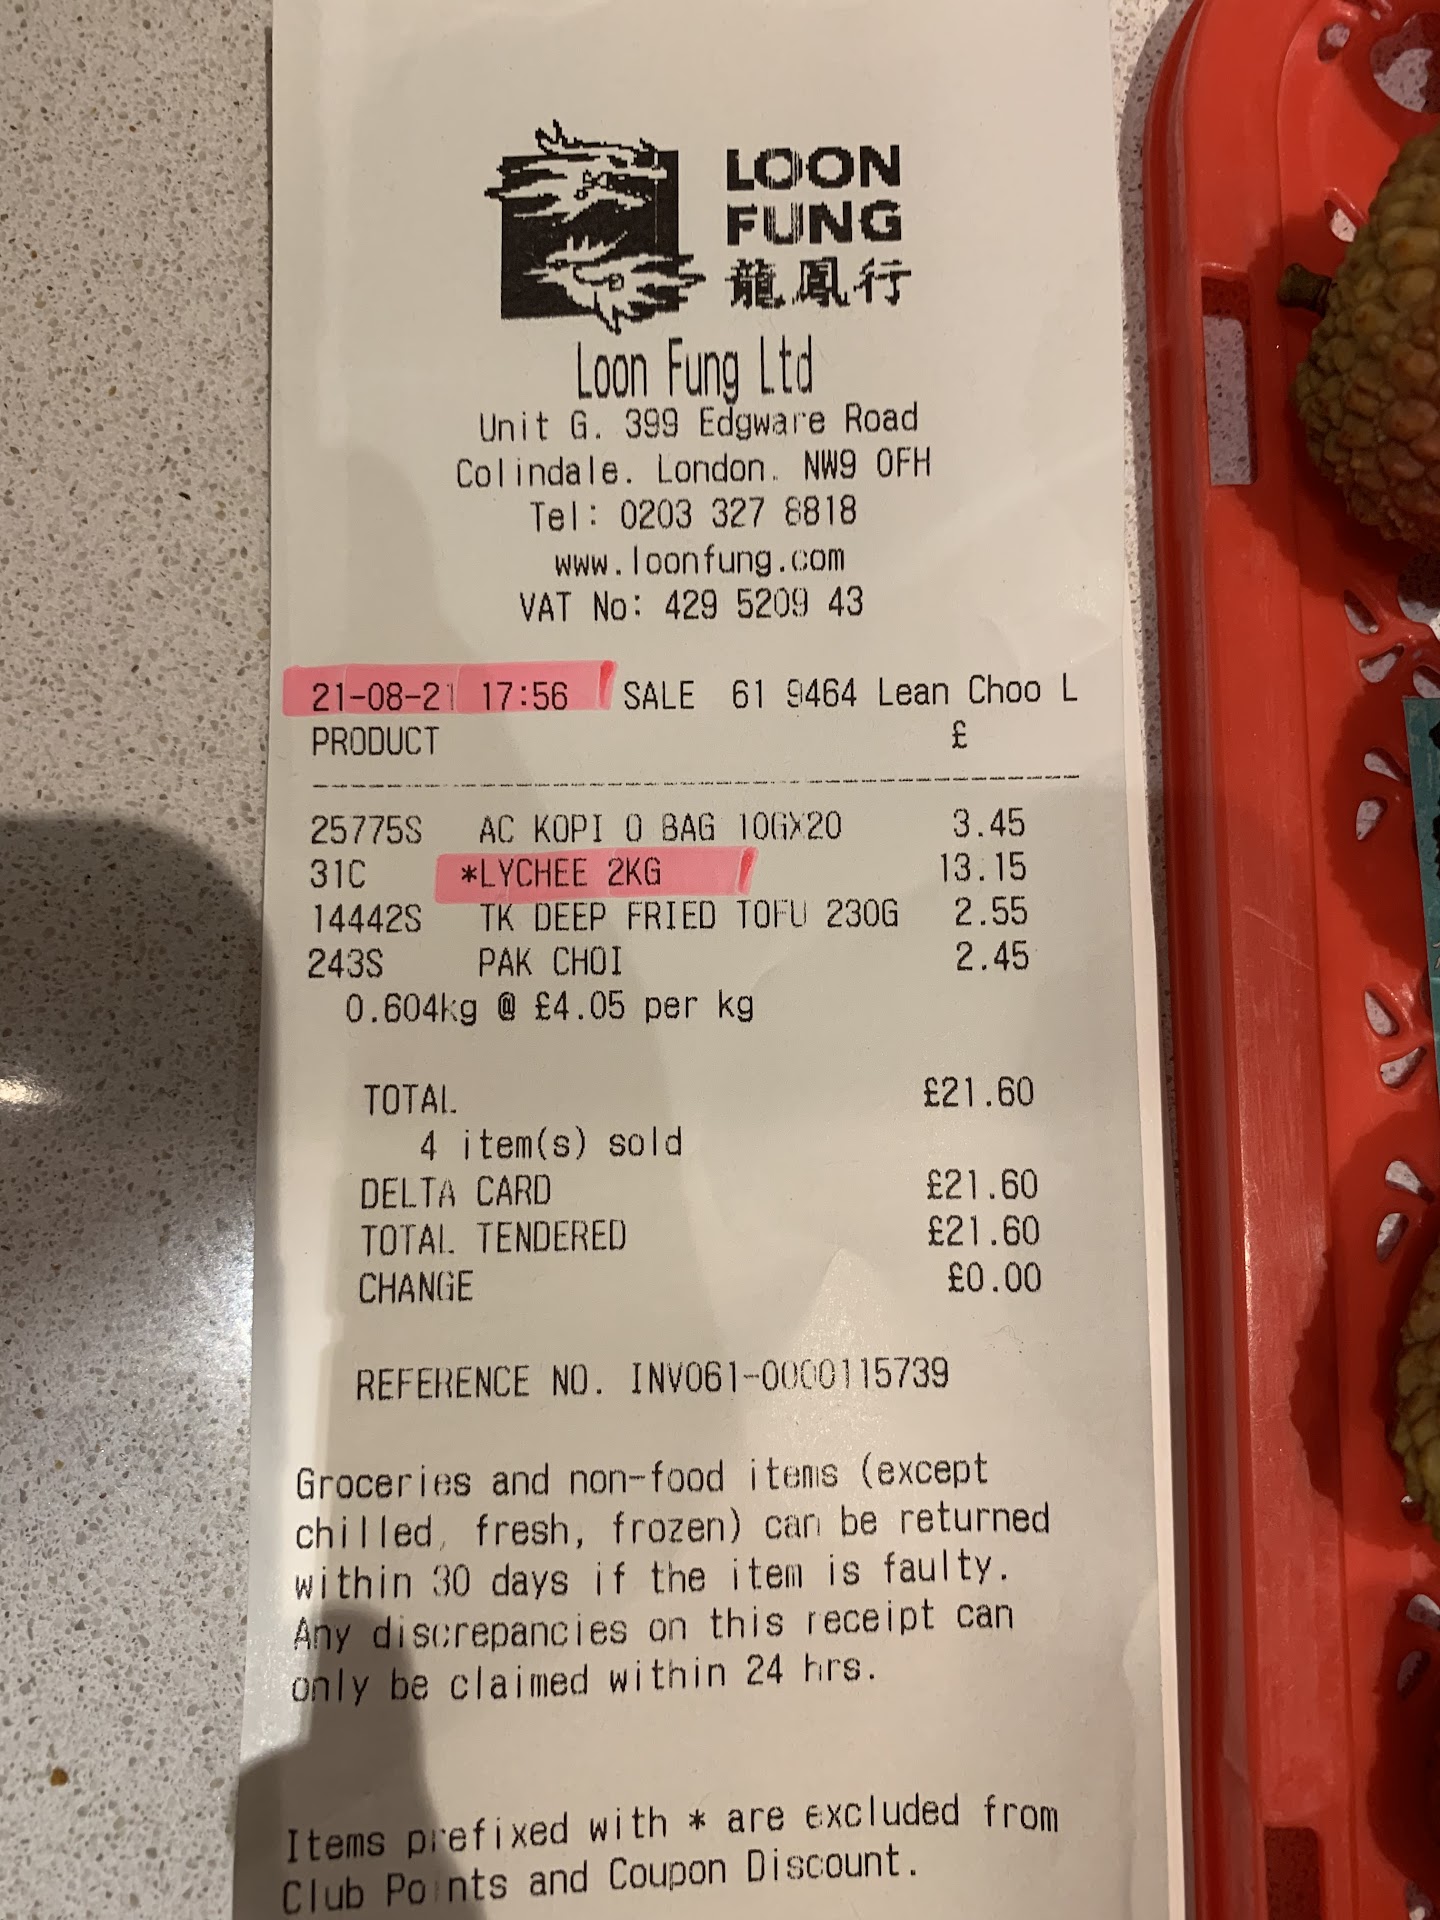 LOON
FUNG
龍鳳行
Loon Fung Ltd
Unit G. 399 Edgware Road
Colindale. London. NW9 0FH
Tel: 0203 327 8818
www.loonfung.com
VAT No: 429 5209 43
21-08-21 17:56 SALE 61 9464 Lean Choo L
PRODUCT £
25775S AC KOPI O BAG 10GX20 3.45
31C *LYCHEE 2KG 13.15
14442S TK DEEP FRIED TOFU 230G 2.55
243S PAK CHOI 2.45
0.604kg @ £4.05 per kg
TOTAL £21.60
4 item(s) sold
DELTA CARD £21.60
TOTAL TENDERED £21.60
CHANGE £0.00
REFERENCE NO. INV061-0000115739
Groceries and non-food items (except
chilled, fresh, frozen) can be returned
within 30 days if the item is faulty.
Any discrepancies on this receipt can
only be claimed within 24 hrs.
Items prefixed with * are excluded from
Club Points and Coupon Discount.